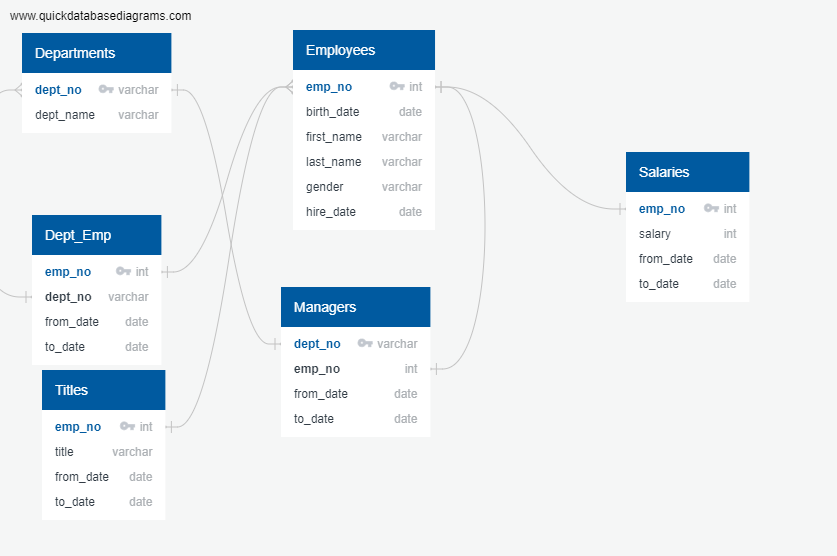 www.quickdatabasediagrams.com
Departments
dept_no varchar
dept_name varchar
Employees
emp_no int
birth_date date
first_name varchar
last_name varchar
gender varchar
hire_date date
Salaries
emp_no int
salary int
from_date date
to_date date
Dept_Emp
emp_no int
dept_no varchar
from_date date
to_date date
Managers
dept_no varchar
emp_no int
from_date date
to_date date
Titles
emp_no int
title varchar
from_date date
to_date date